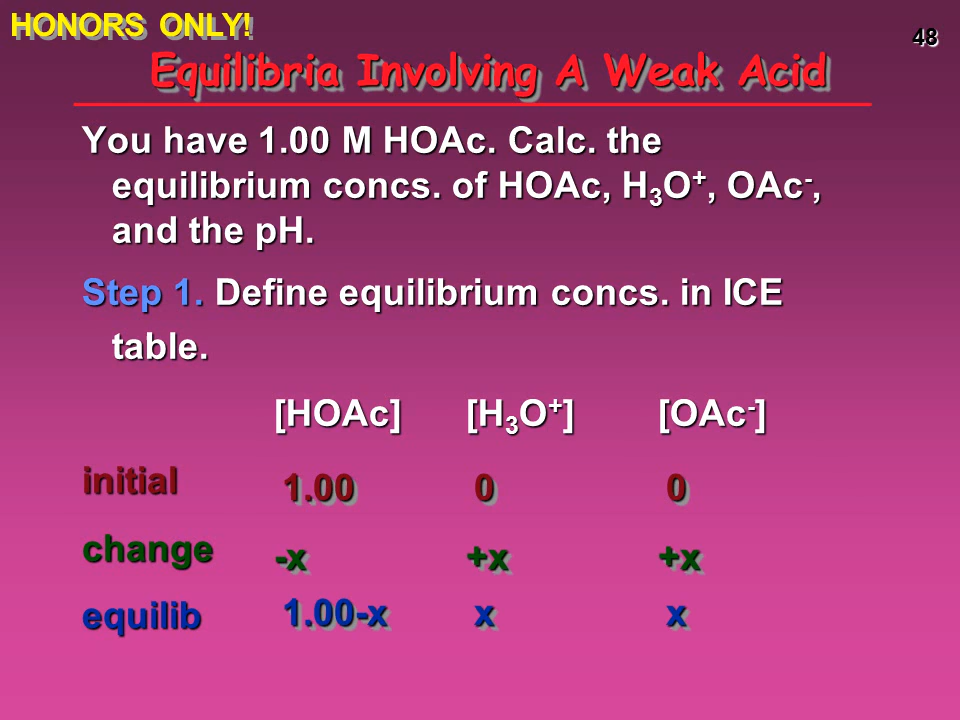 HONORS ONLY!
48
Equilibria Involving A Weak Acid
You have 1.00 M HOAc. Calc. the
equilibrium concs. of HOAc, H₃O⁺, OAc⁻,
and the pH.
Step 1. Define equilibrium concs. in ICE
table.
[HOAc] [H₃O⁺] [OAc⁻]
initial 1.00 0 0
change -x +x +x
equilib 1.00-x x x